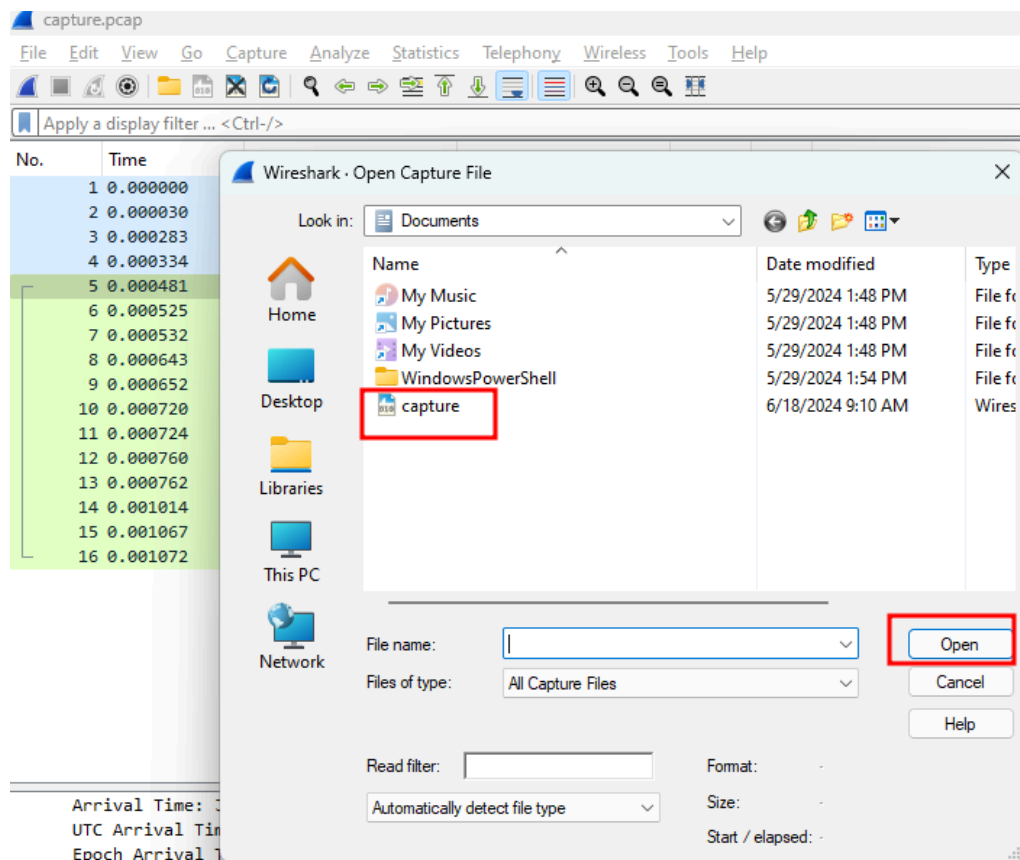 capture.pcap
File Edit View Go Capture Analyze Statistics Telephony Wireless Tools Help
Apply a display filter ... <Ctrl-/>
No. Time
1 0.000000
2 0.000030
3 0.000283
4 0.000334
5 0.000481
6 0.000525
7 0.000532
8 0.000643
9 0.000652
10 0.000720
11 0.000724
12 0.000760
13 0.000762
14 0.001014
15 0.001067
16 0.001072
Arrival Time:
UTC Arrival Tim
Epoch Arrival
Wireshark · Open Capture File
Look in: Documents
Home
Desktop
Libraries
This PC
Network
Name Date modified Type
My Music 5/29/2024 1:48 PM File fo
My Pictures 5/29/2024 1:48 PM File fo
My Videos 5/29/2024 1:48 PM File fo
WindowsPowerShell 5/29/2024 1:54 PM File fo
capture 6/18/2024 9:10 AM Wires
File name: Open
Files of type: All Capture Files Cancel
Help
Read filter: Format: -
Automatically detect file type Size: -
Start / elapsed: -